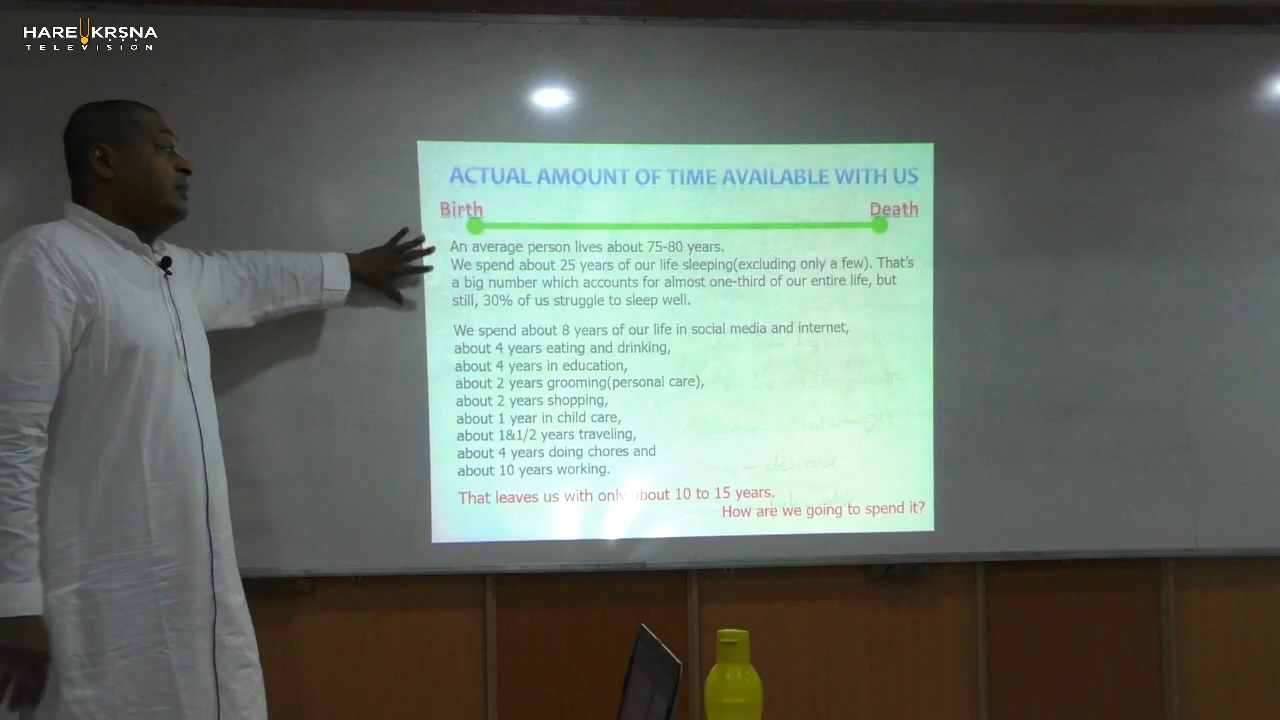 HARE KRSNA
TELEVISION
ACTUAL AMOUNT OF TIME AVAILABLE WITH US
Birth Death
An average person lives about 75-80 years.
We spend about 25 years of our life sleeping(excluding only a few). That's
a big number which accounts for almost one-third of our entire life, but
still, 30% of us struggle to sleep well.
We spend about 8 years of our life in social media and internet,
about 4 years eating and drinking,
about 4 years in education,
about 2 years grooming(personal care),
about 2 years shopping,
about 1 year in child care,
about 1&1/2 years traveling,
about 4 years doing chores and
about 10 years working.
– desirable
That leaves us with only about 10 to 15 years.
How are we going to spend it?